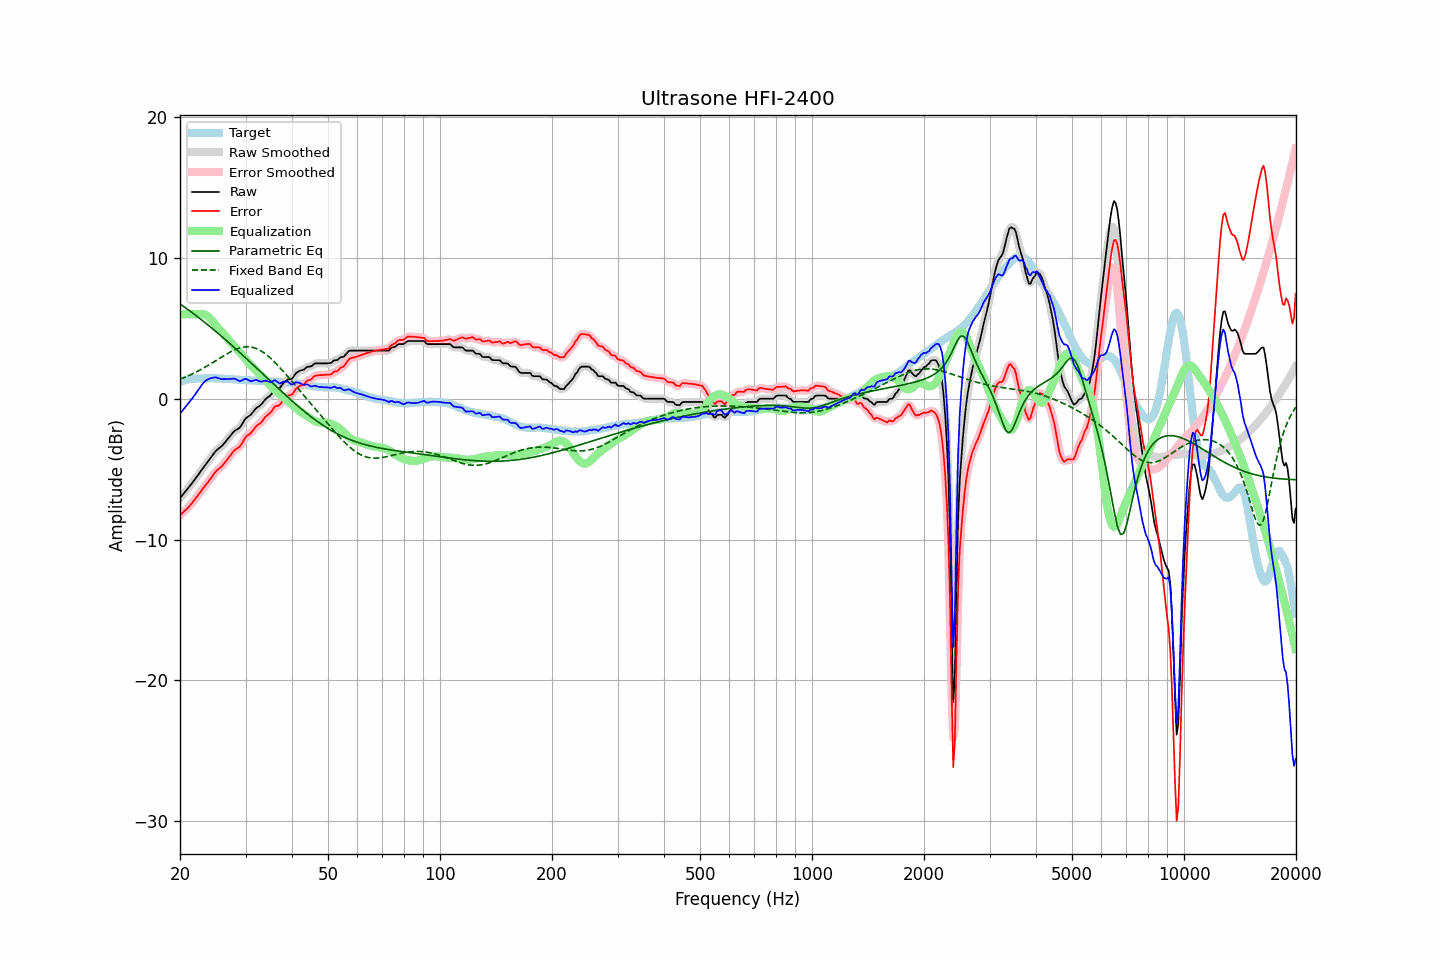 Ultrasone HFI-2400
Target
Raw Smoothed
Error Smoothed
Raw
Error
Equalization
Parametric Eq
Fixed Band Eq
Equalized
20
10
0
−10
−20
−30
Amplitude (dBr)
20 50 100 200 500 1000 2000 5000 10000 20000
Frequency (Hz)